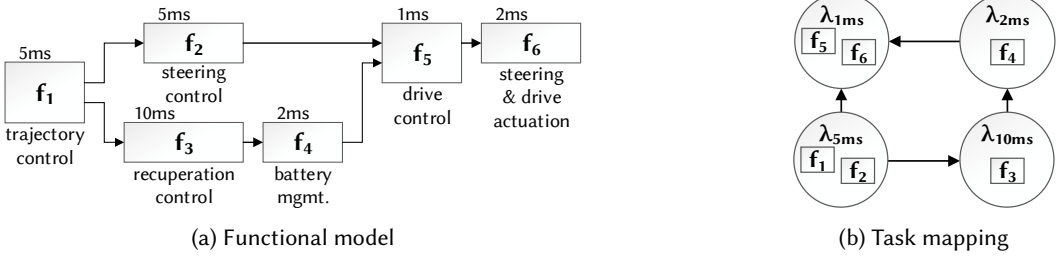 5ms
f1
trajectory
control
5ms
f2
steering
control
10ms
f3
recuperation
control
2ms
f4
battery
mgmt.
1ms
f5
drive
control
2ms
f6
steering
& drive
actuation
(a) Functional model
λ1ms
f5
f6
λ2ms
f4
λ5ms
f1
f2
λ10ms
f3
(b) Task mapping